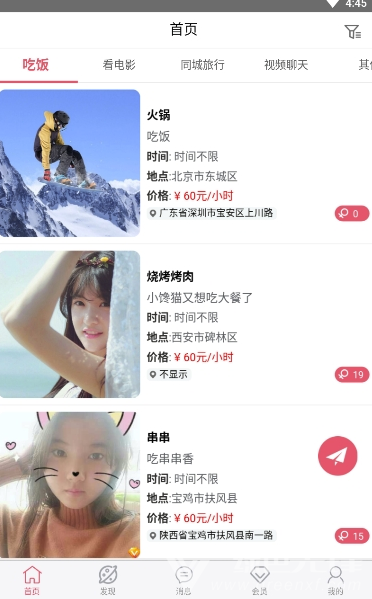 4:45
首页
吃饭 看电影 同城旅行 视频聊天 其
火锅
吃饭
时间: 时间不限
地点:北京市东城区
价格: ¥ 60元/小时
广东省深圳市宝安区上川路 0
烧烤烤肉
小馋猫又想吃大餐了
时间: 时间不限
地点:西安市碑林区
价格: ¥ 60元/小时
不显示 19
串串
吃串串香
时间: 时间不限
地点:宝鸡市扶风县
价格: ¥ 60元/小时
陕西省宝鸡市扶风县南一路 15
首页 发现 消息 会员 我的